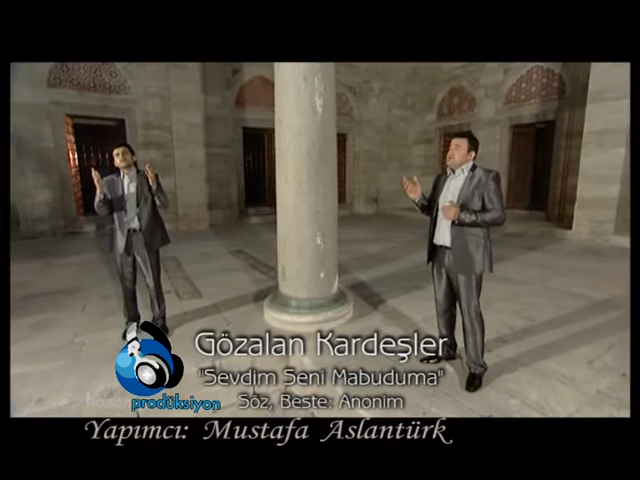 Gözalan Kardeşler
"Sevdim Seni Mabuduma"
Söz, Beste: Anonim
prodüksiyon
Yapımcı: Mustafa Aslantürk